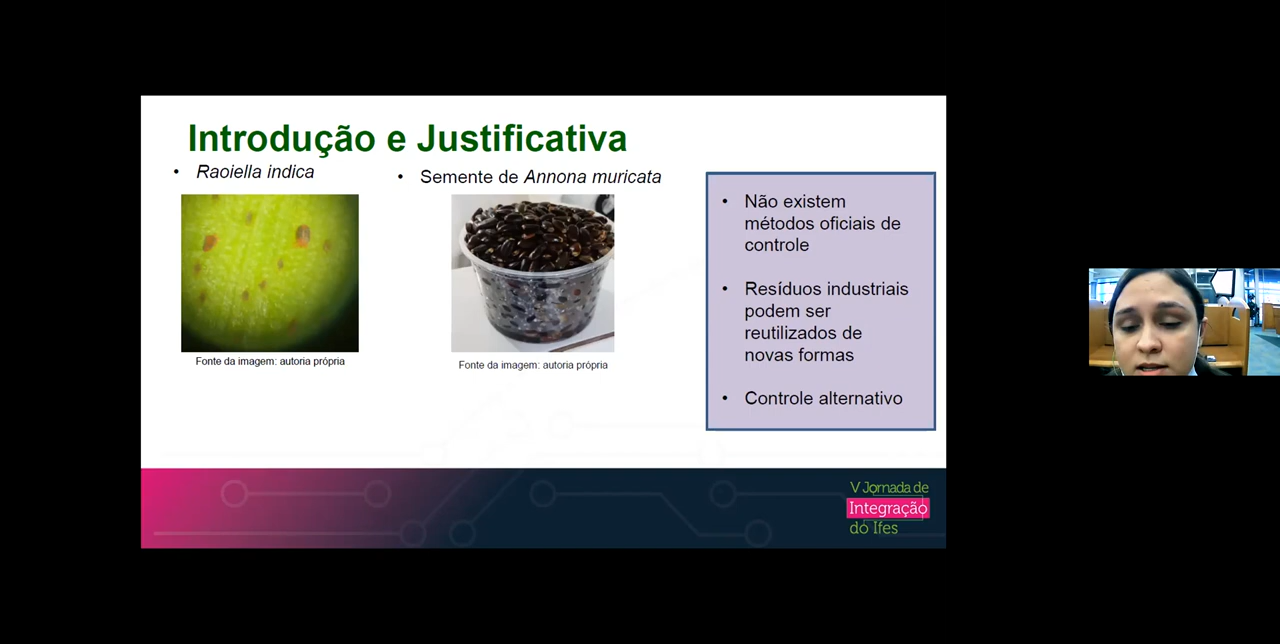 Introdução e Justificativa
• Raoiella indica
• Semente de Annona muricata
Fonte da imagem: autoria própria
Fonte da imagem: autoria própria
• Não existem
métodos oficiais de
controle
• Resíduos industriais
podem ser
reutilizados de
novas formas
• Controle alternativo
V Jornada de
Integração
do Ifes